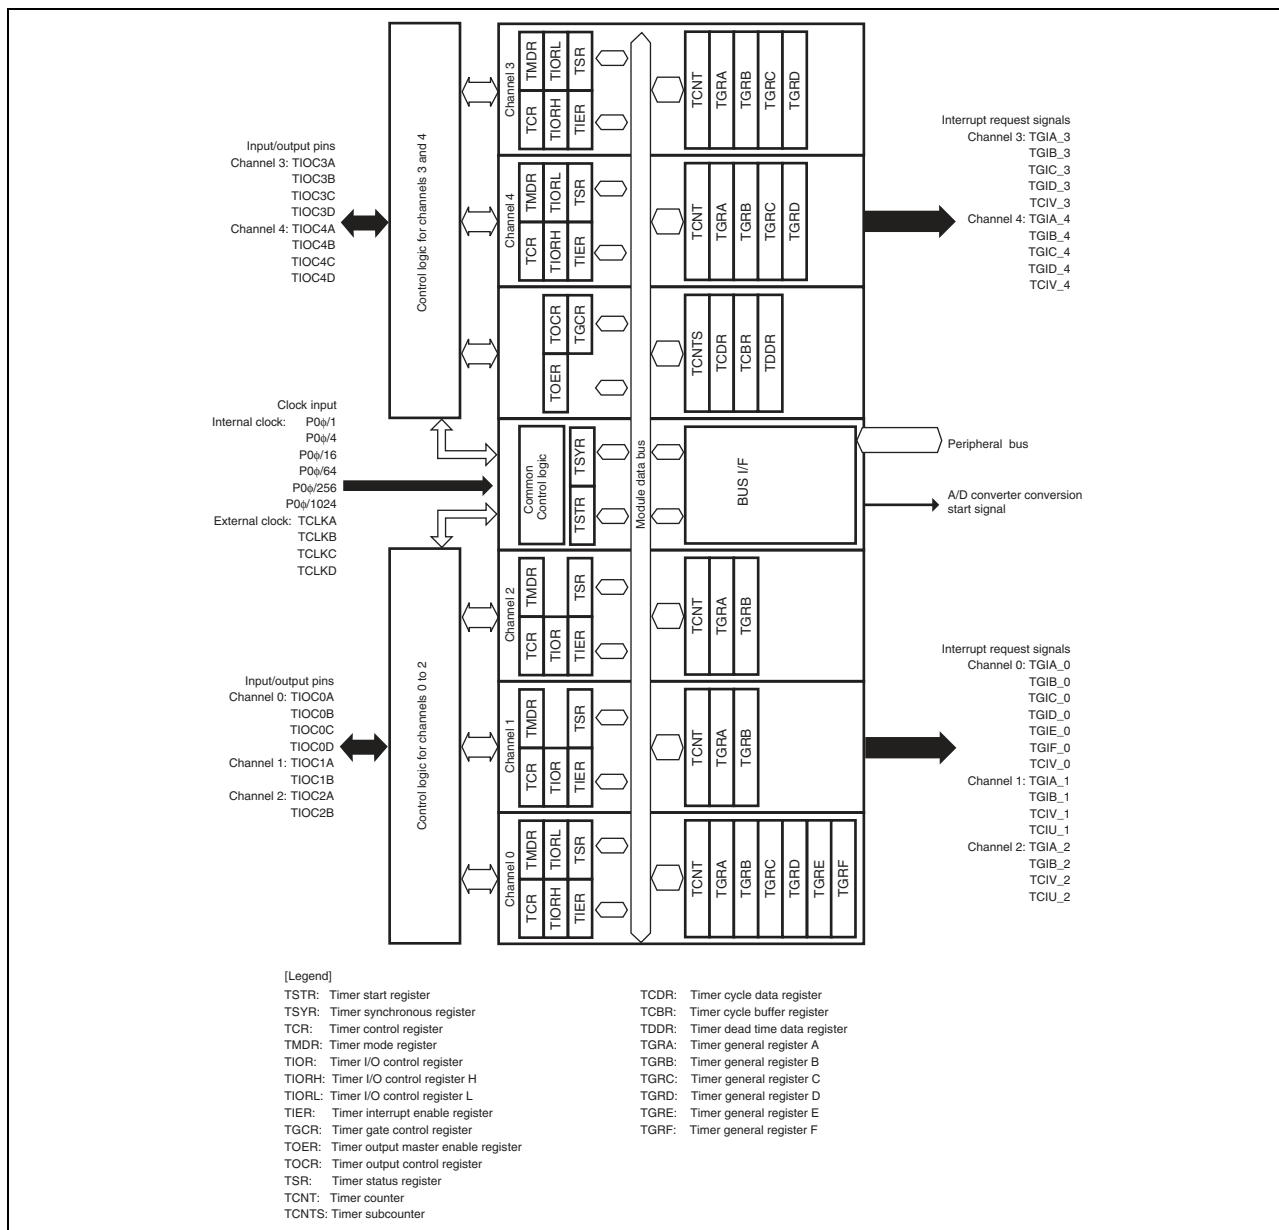 Input/output pins
Channel 3: TIOC3A
TIOC3B
TIOC3C
TIOC3D
Channel 4: TIOC4A
TIOC4B
TIOC4C
TIOC4D
Clock input
Internal clock: P0ϕ/1
P0ϕ/4
P0ϕ/16
P0ϕ/64
P0ϕ/256
P0ϕ/1024
External clock: TCLKA
TCLKB
TCLKC
TCLKD
Input/output pins
Channel 0: TIOC0A
TIOC0B
TIOC0C
TIOC0D
Channel 1: TIOC1A
TIOC1B
Channel 2: TIOC2A
TIOC2B
Control logic for channels 3 and 4
Control logic for channels 0 to 2
Channel 3
TMDR
TIORL
TSR
TCR
TIORH
TIER
TCNT
TGRA
TGRB
TGRC
TGRD
Channel 4
TMDR
TIORL
TSR
TCR
TIORH
TIER
TCNT
TGRA
TGRB
TGRC
TGRD
TOCR
TGCR
TOER
TCNTS
TCDR
TCBR
TDDR
Common
Control logic
TSYR
TSTR
Module data bus
BUS I/F
Channel 2
TMDR
TSR
TCR
TIOR
TIER
TCNT
TGRA
TGRB
Channel 1
TMDR
TSR
TCR
TIOR
TIER
TCNT
TGRA
TGRB
Channel 0
TMDR
TIORL
TSR
TCR
TIORH
TIER
TCNT
TGRA
TGRB
TGRC
TGRD
TGRE
TGRF
Interrupt request signals
Channel 3: TGIA_3
TGIB_3
TGIC_3
TGID_3
TCIV_3
Channel 4: TGIA_4
TGIB_4
TGIC_4
TGID_4
TCIV_4
Peripheral bus
A/D converter conversion
start signal
Interrupt request signals
Channel 0: TGIA_0
TGIB_0
TGIC_0
TGID_0
TGIE_0
TGIF_0
TCIV_0
Channel 1: TGIA_1
TGIB_1
TCIV_1
TCIU_1
Channel 2: TGIA_2
TGIB_2
TCIV_2
TCIU_2
[Legend]
TSTR: Timer start register
TSYR: Timer synchronous register
TCR: Timer control register
TMDR: Timer mode register
TIOR: Timer I/O control register
TIORH: Timer I/O control register H
TIORL: Timer I/O control register L
TIER: Timer interrupt enable register
TGCR: Timer gate control register
TOER: Timer output master enable register
TOCR: Timer output control register
TSR: Timer status register
TCNT: Timer counter
TCNTS: Timer subcounter
TCDR: Timer cycle data register
TCBR: Timer cycle buffer register
TDDR: Timer dead time data register
TGRA: Timer general register A
TGRB: Timer general register B
TGRC: Timer general register C
TGRD: Timer general register D
TGRE: Timer general register E
TGRF: Timer general register F